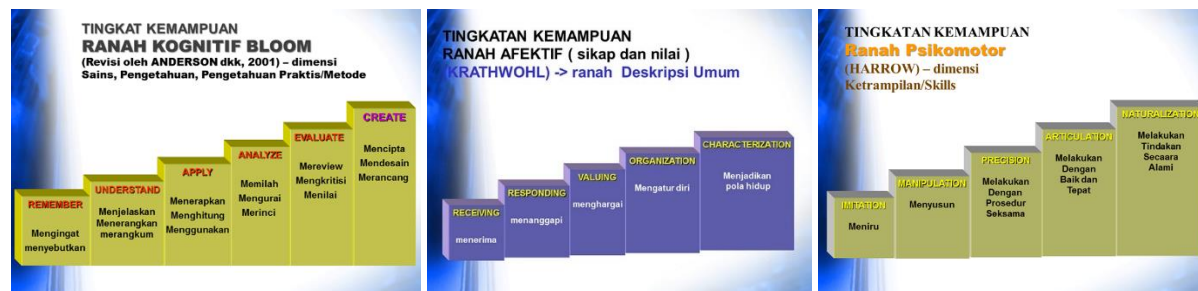 TINGKAT KEMAMPUAN
RANAH KOGNITIF BLOOM
(Revisi oleh ANDERSON dkk, 2001) – dimensi
Sains, Pengetahuan, Pengetahuan Praktis/Metode
REMEMBER
Mengingat
menyebutkan
UNDERSTAND
Menjelaskan
Menerangkan
merangkum
APPLY
Menerapkan
Menghitung
Menggunakan
ANALYZE
Memilah
Mengurai
Merinci
EVALUATE
Mereview
Mengkritisi
Menilai
CREATE
Mencipta
Mendesain
Merancang
TINGKATAN KEMAMPUAN
RANAH AFEKTIF ( sikap dan nilai )
(KRATHWOHL) -> ranah Deskripsi Umum
RECEIVING
menerima
RESPONDING
menanggapi
VALUING
menghargai
ORGANIZATION
Mengatur diri
CHARACTERIZATION
Menjadikan
pola hidup
TINGKATAN KEMAMPUAN
Ranah Psikomotor
(HARROW) – dimensi
Ketrampilan/Skills
IMITATION
Meniru
MANIPULATION
Menyusun
PRECISION
Melakukan
Dengan
Prosedur
Seksama
ARTICULATION
Melakukan
Dengan
Baik dan
Tepat
NATURALIZATION
Melakukan
Tindakan
Secaara
Alami